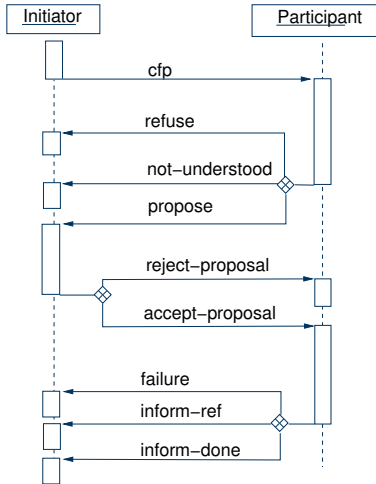 Initiator
Participant
cfp
refuse
not−understood
propose
reject−proposal
accept−proposal
failure
inform−ref
inform−done